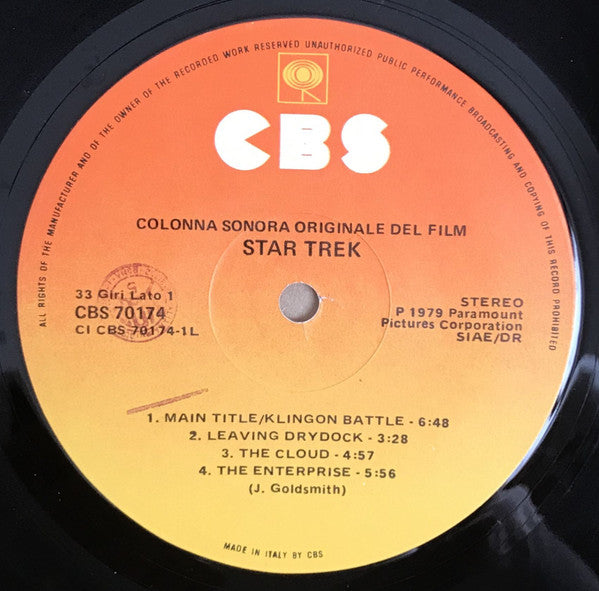 ALL RIGHTS OF THE MANUFACTURER AND OF THE OWNER OF THE RECORDED WORK RESERVED UNAUTHORIZED PUBLIC PERFORMANCE BROADCASTING AND COPYING OF THIS RECORD PROHIBITED
CBS
COLONNA SONORA ORIGINALE DEL FILM
STAR TREK
33 Giri Lato 1
CBS 70174
CI CBS 70174-1L
STEREO
P 1979 Paramount
Pictures Corporation
SIAE/DR
1. MAIN TITLE/KLINGON BATTLE - 6:48
2. LEAVING DRYDOCK - 3:28
3. THE CLOUD - 4:57
4. THE ENTERPRISE - 5:56
(J. Goldsmith)
MADE IN ITALY BY CBS